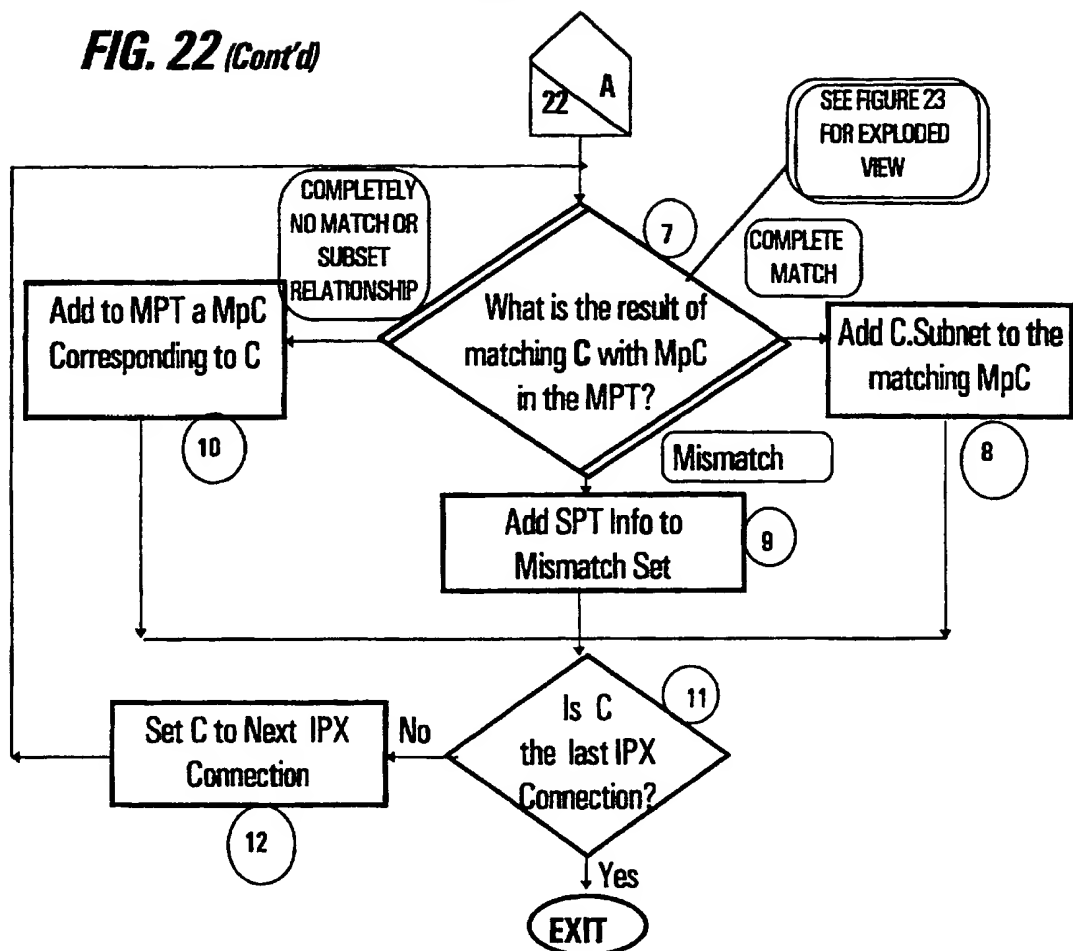 FIG. 22 (Cont'd)
22 A
SEE FIGURE 23
FOR EXPLODED
VIEW
COMPLETELY
NO MATCH OR
SUBSET
RELATIONSHIP
7
COMPLETE
MATCH
Add to MPT a MpC
Corresponding to C
What is the result of
matching C with MpC
in the MPT?
Add C.Subnet to the
matching MpC
10
Mismatch
8
Add SPT Info to
Mismatch Set
9
Is C
the last IPX
Connection?
11
Set C to Next IPX
Connection
No
12
Yes
EXIT